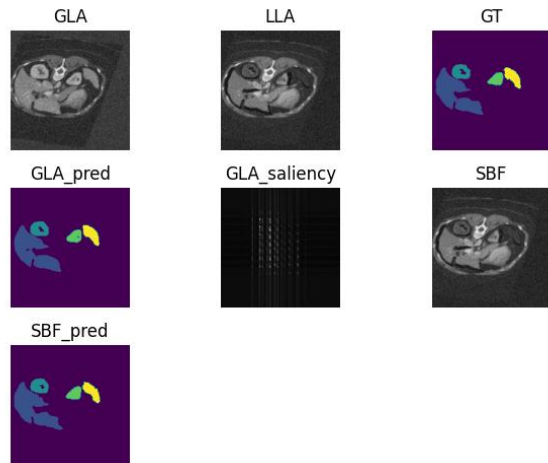 GLA
LLA
GT
GLA_pred
GLA_saliency
SBF
SBF_pred